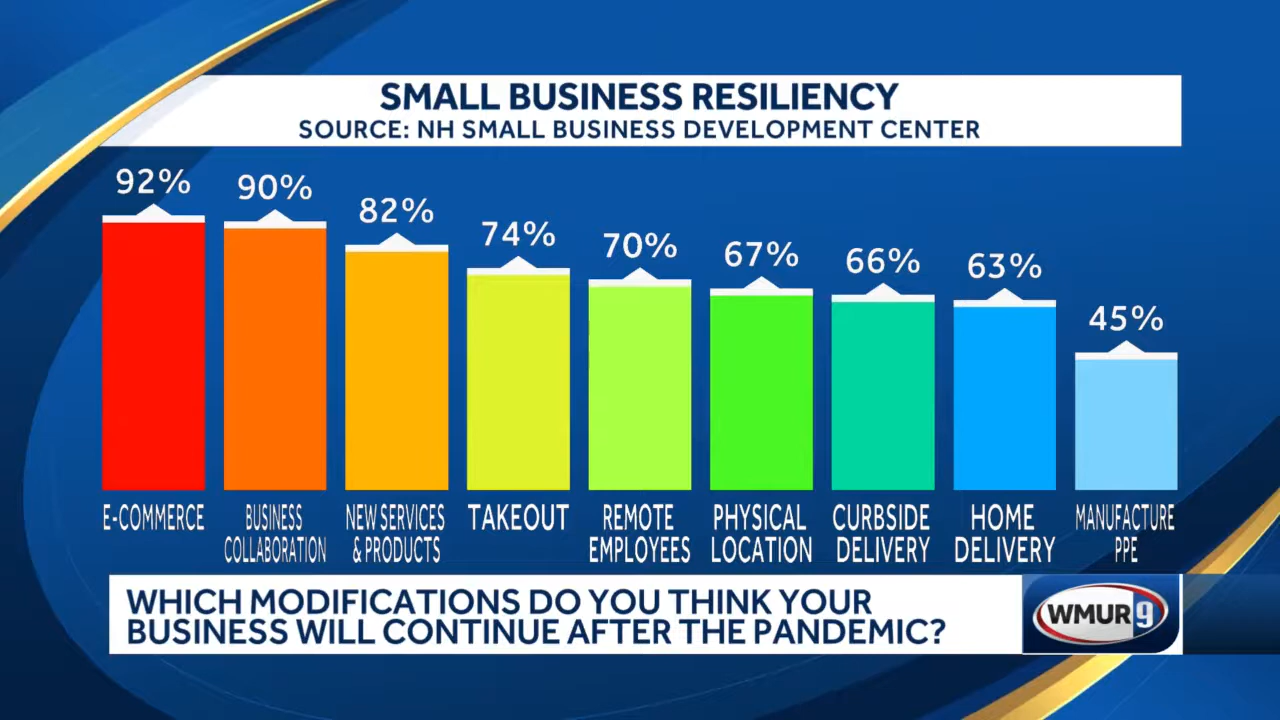 SMALL BUSINESS RESILIENCY
SOURCE: NH SMALL BUSINESS DEVELOPMENT CENTER
92%
90%
82%
74%
70%
67%
66%
63%
45%
E-COMMERCE
BUSINESS
COLLABORATION
NEW SERVICES
& PRODUCTS
TAKEOUT
REMOTE
EMPLOYEES
PHYSICAL
LOCATION
CURBSIDE
DELIVERY
HOME
DELIVERY
MANUFACTURE
PPE
WHICH MODIFICATIONS DO YOU THINK YOUR
BUSINESS WILL CONTINUE AFTER THE PANDEMIC?
WMUR 9